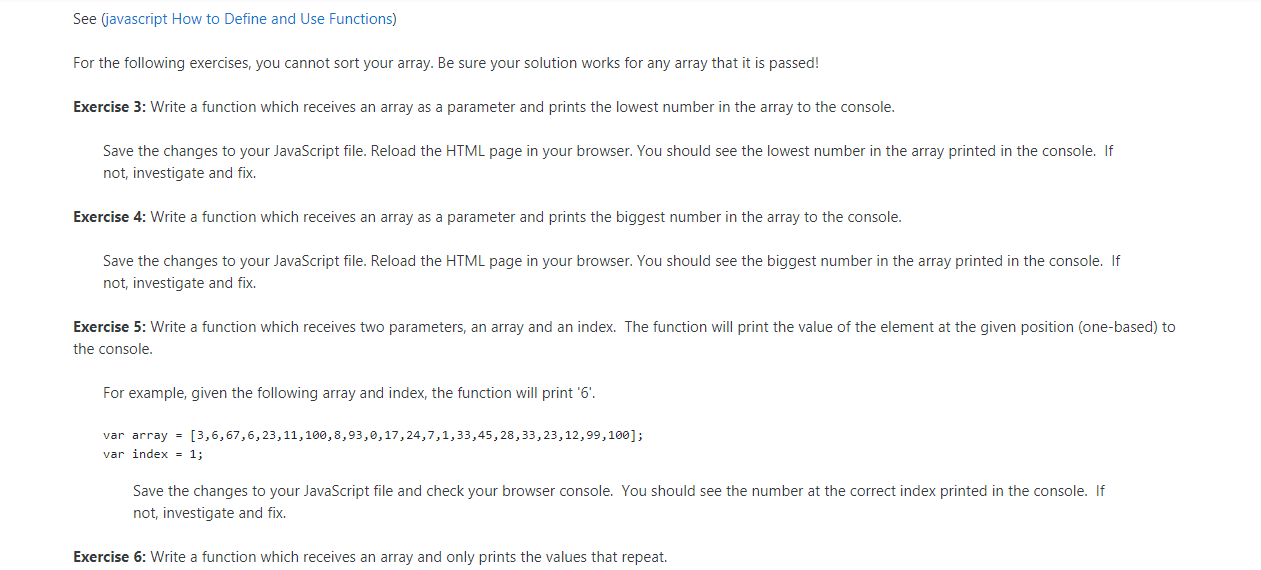 See (javascript How to Define and Use Functions)
For the following exercises, you cannot sort your array. Be sure your solution works for any array that it is passed!
Exercise 3: Write a function which receives an array as a parameter and prints the lowest number in the array to the console.
Save the changes to your JavaScript file. Reload the HTML page in your browser. You should see the lowest number in the array printed in the console.  If
not, investigate and fix.
Exercise 4: Write a function which receives an array as a parameter and prints the biggest number in the array to the console.
Save the changes to your JavaScript file. Reload the HTML page in your browser. You should see the biggest number in the array printed in the console.  If
not, investigate and fix.
Exercise 5: Write a function which receives two parameters, an array and an index.  The function will print the value of the element at the given position (one-based) to
the console.
For example, given the following array and index, the function will print '6'.
var array = [3,6,67,6,23,11,100,8,93,0,17,24,7,1,33,45,28,33,23,12,99,100];
var index = 1;
Save the changes to your JavaScript file and check your browser console.  You should see the number at the correct index printed in the console.  If
not, investigate and fix.
Exercise 6: Write a function which receives an array and only prints the values that repeat.